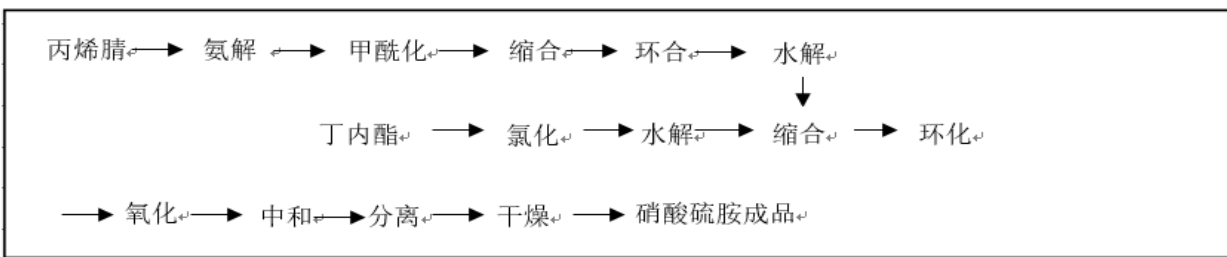 丙烯腈 氨解 甲酰化 缩合 环合 水解
丁内酯 氯化 水解 缩合 环化
氧化 中和 分离 干燥 硝酸硫胺成品